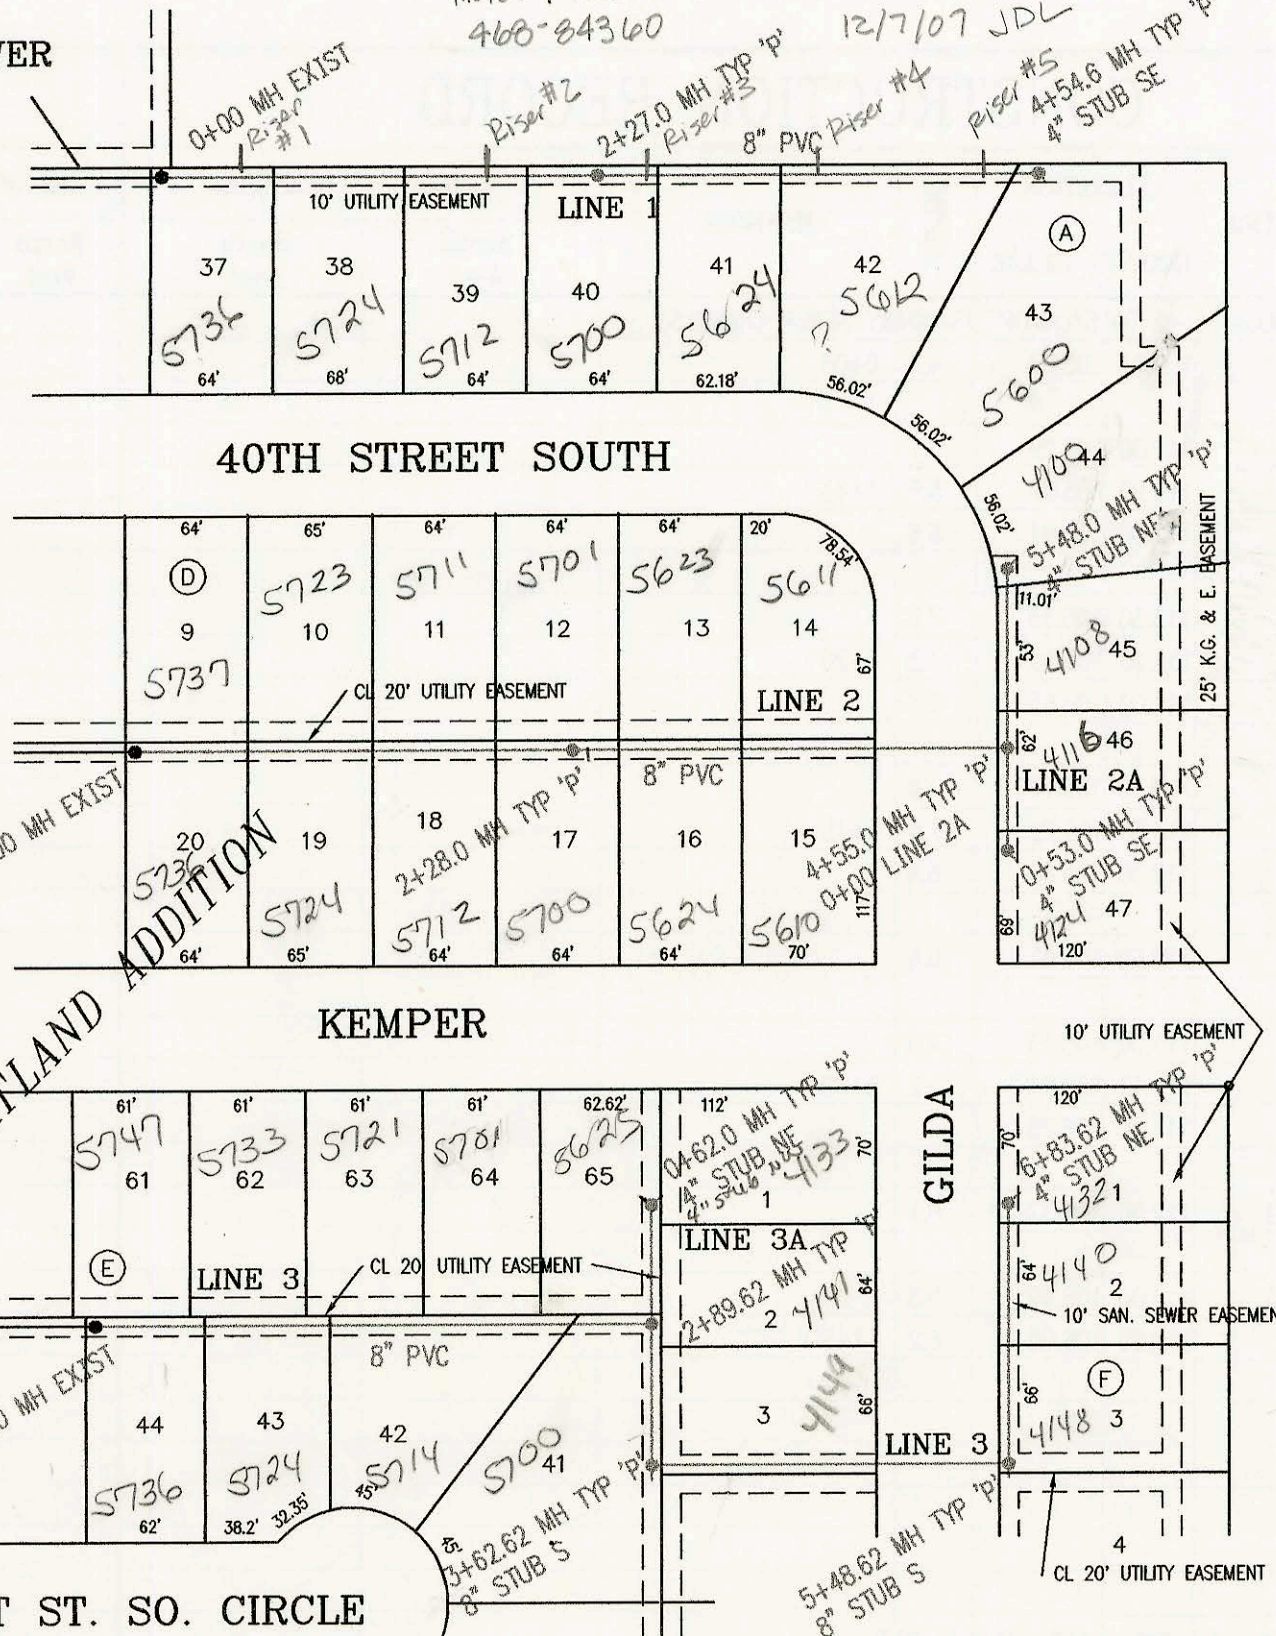 468-84360
12/7/07 JDL
0+00 MH EXIST
Riser #1
Riser #2
2+27.0 MH TYP 'P'
Riser #3
8" PVC
Riser #4
Riser #5
4+54.6 MH TYP 'P'
4" STUB SE
10' UTILITY EASEMENT
LINE 1
A
37
38
39
40
41
42
43
5736
5724
5712
5700
5624
5612
?
5600
64'
68'
64'
64'
62.18'
56.02'
56.02'
56.02'
40TH STREET SOUTH
4100
44
5+48.0 MH TYP 'P'
4" STUB NE
25' K.G. & E. EASEMENT
64'
65'
64'
64'
64'
20'
78.54'
D
5723
5711
5701
5623
5611
9
10
11
12
13
14
5737
67'
11.01'
53'
4108
45
CL 20' UTILITY EASEMENT
LINE 2
8" PVC
62'
4116
46
LINE 2A
MH EXIST
20
19
18
17
16
15
2+28.0 MH TYP 'P'
4+55.0 MH TYP 'P'
0+00 LINE 2A
0+53.0 MH TYP 'P'
4" STUB SE
5736
5724
5712
5700
5624
5610
117'
69'
4124
47
64'
65'
64'
64'
64'
70'
120'
ADDITION
KEMPER
10' UTILITY EASEMENT
61'
61'
61'
61'
62.62'
112'
120'
5747
5733
5721
5701
5625
61
62
63
64
65
0+62.0 MH TYP 'P'
4" STUB NE
4133
1
70'
GILDA
70'
6+83.62 MH TYP 'P'
4" STUB NE
4132
1
E
LINE 3
CL 20 UTILITY EASEMENT
LINE 3A
2+89.62 MH TYP 'P'
2
4141
64'
64'
4140
2
10' SAN. SEWER EASEMEN
8" PVC
MH EXIST
44
43
42
41
5736
5724
5714
5700
62'
38.2'
32.35'
45'
45'
3
4149
66'
LINE 3
66'
F
4148
3
3+62.62 MH TYP 'P'
8" STUB S
5+48.62 MH TYP 'P'
8" STUB S
4
CL 20' UTILITY EASEMENT
T ST. SO. CIRCLE